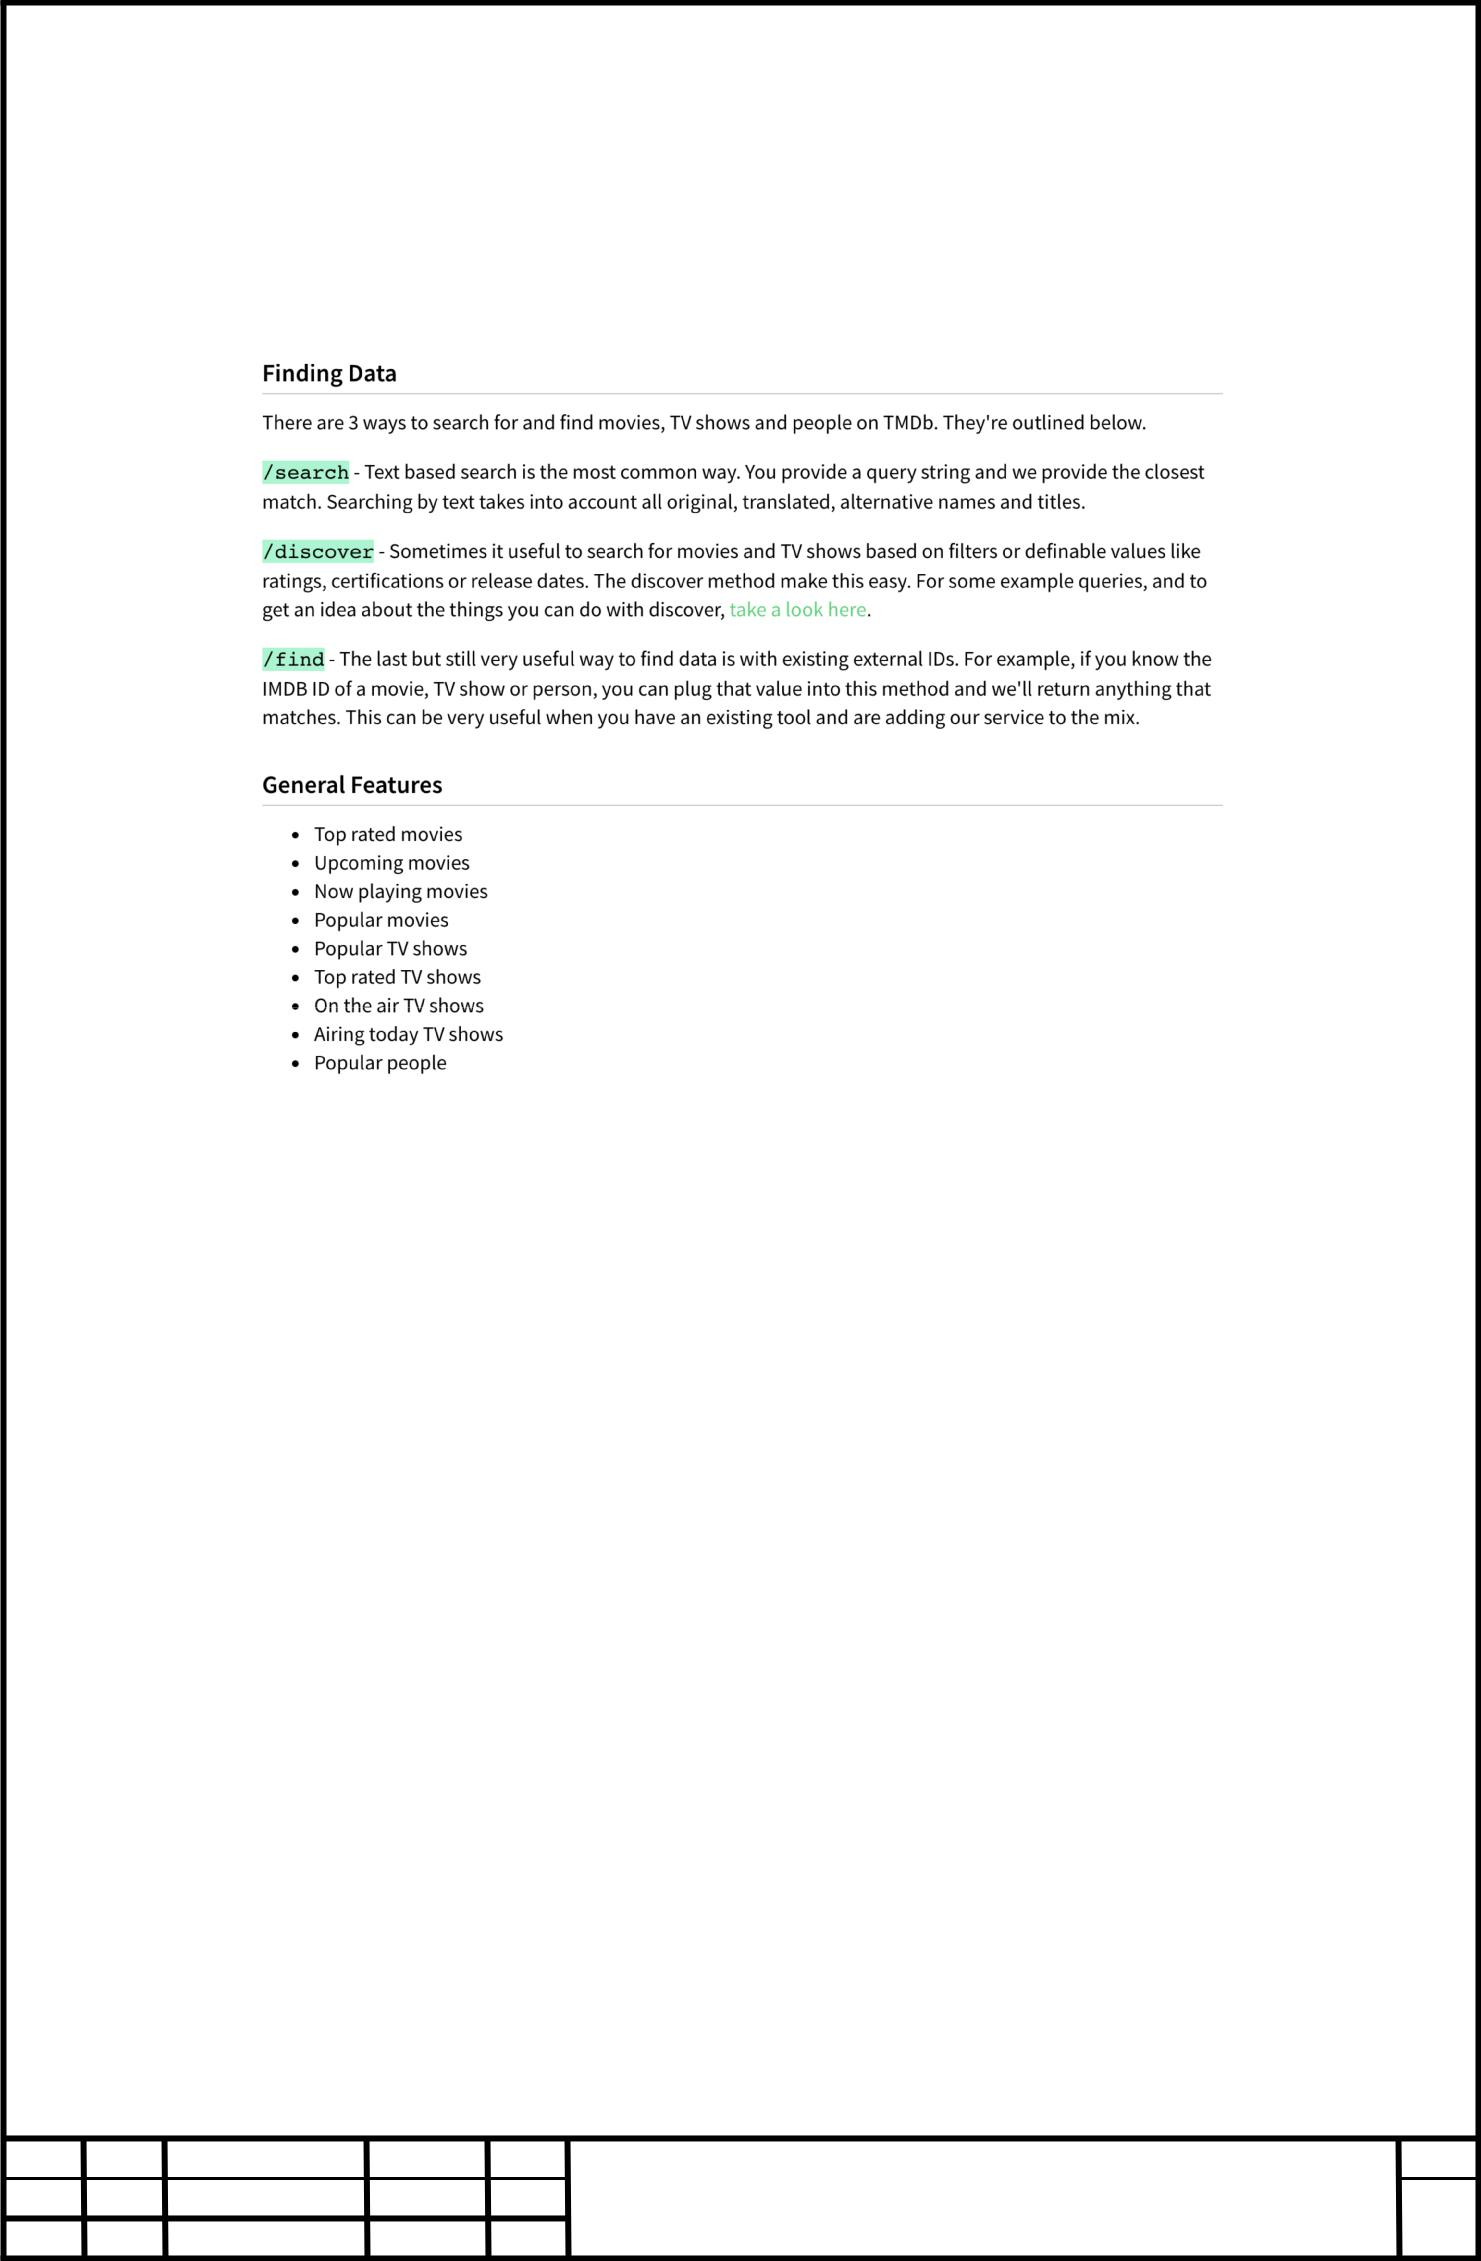 Finding Data
There are 3 ways to search for and find movies, TV shows and people on TMDb. They're outlined below.
/search - Text based search is the most common way. You provide a query string and we provide the closest
match. Searching by text takes into account all original, translated, alternative names and titles.
/discover - Sometimes it useful to search for movies and TV shows based on filters or definable values like
ratings, certifications or release dates. The discover method make this easy. For some example queries, and to
get an idea about the things you can do with discover, take a look here.
/find - The last but still very useful way to find data is with existing external IDs. For example, if you know the
IMDB ID of a movie, TV show or person, you can plug that value into this method and we'll return anything that
matches. This can be very useful when you have an existing tool and are adding our service to the mix.
General Features
• Top rated movies
• Upcoming movies
• Now playing movies
• Popular movies
• Popular TV shows
• Top rated TV shows
• On the air TV shows
• Airing today TV shows
• Popular people